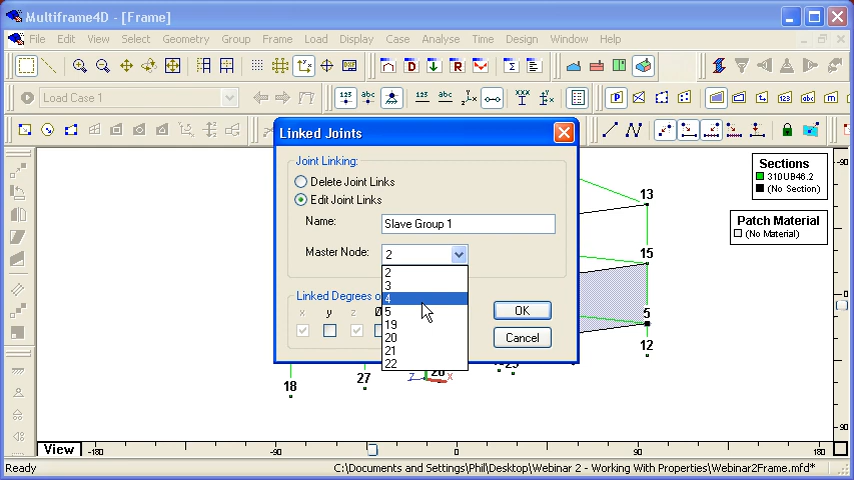 Multiframe4D - [Frame]
File Edit View Select Geometry Group Frame Load Display Case Analyse Time Design Window Help
Load Case 1
Linked Joints
Joint Linking:
Delete Joint Links
Edit Joint Links
Name: Slave Group 1
Master Node: 2
2
3
4
5
19
20
21
22
Linked Degrees o
x y z Ø
OK
Cancel
13
15
5
12
18
27
Sections
310UB46.2
(No Section)
Patch Material
(No Material)
90
0
-90
View -180 -90 0 90 180
Ready C:\Documents and Settings\Phil\Desktop\Webinar 2 - Working With Properties\Webinar2Frame.mfd*